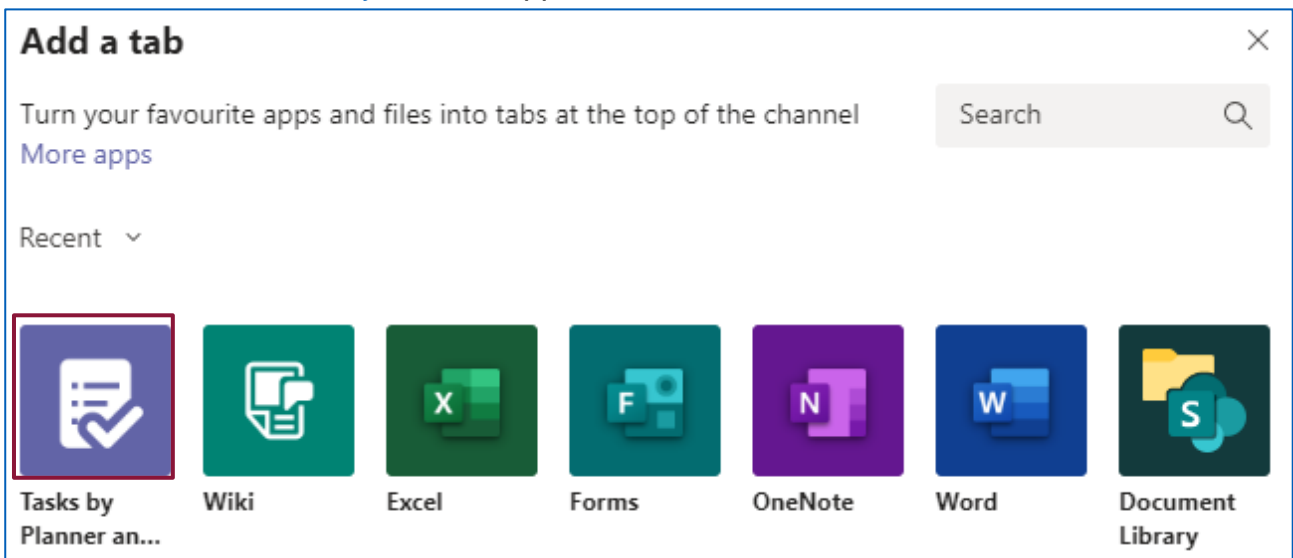 Add a tab
Turn your favourite apps and files into tabs at the top of the channel
More apps
Search
Recent
X
F
N
W
S
Tasks by
Planner an...
Wiki
Excel
Forms
OneNote
Word
Document
Library